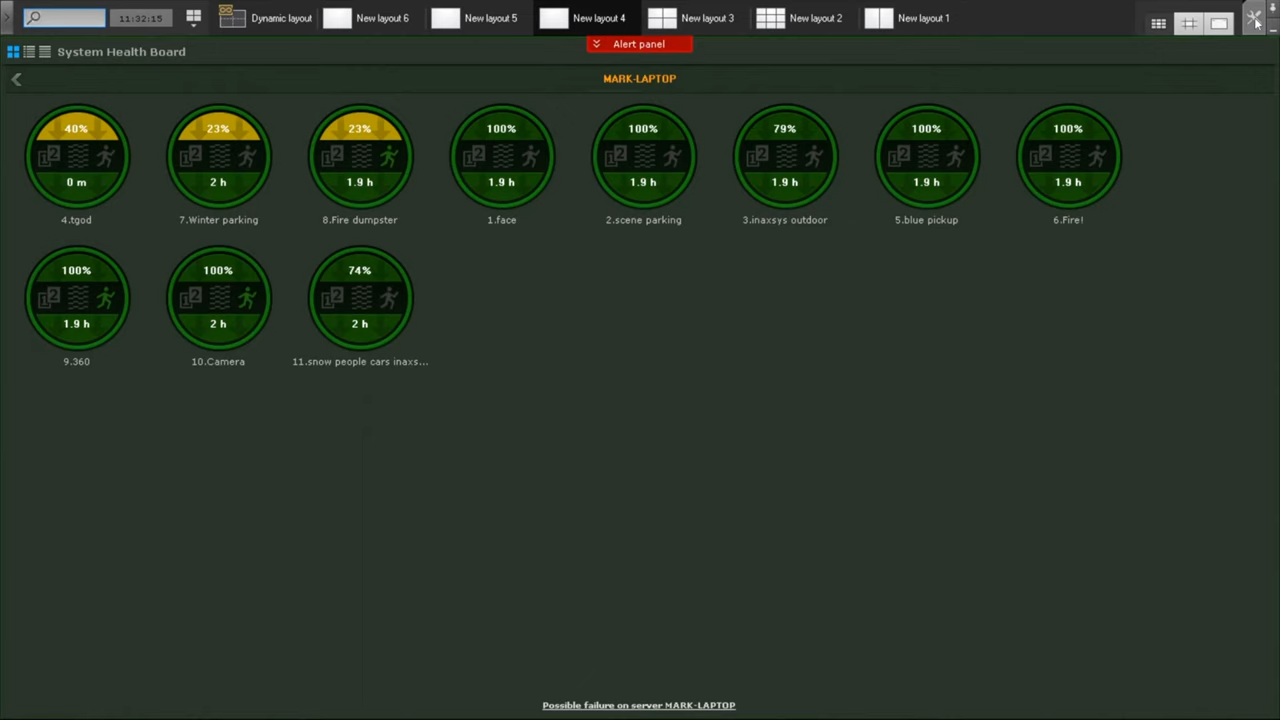 11:32:15 Dynamic layout New layout 6 New layout 5 New layout 4 New layout 3 New layout 2 New layout 1
Alert panel
System Health Board
MARK-LAPTOP
40% 23% 23% 100% 100% 79% 100% 100%
0 m 2 h 1.9 h 1.9 h 1.9 h 1.9 h 1.9 h 1.9 h
4.tgod 7.Winter parking 8.Fire dumpster 1.face 2.scene parking 3.inaxsys outdoor 5.blue pickup 6.Fire!
100% 100% 74%
1.9 h 2 h 2 h
9.360 10.Camera 11.snow people cars inaxs...
Possible failure on server MARK-LAPTOP